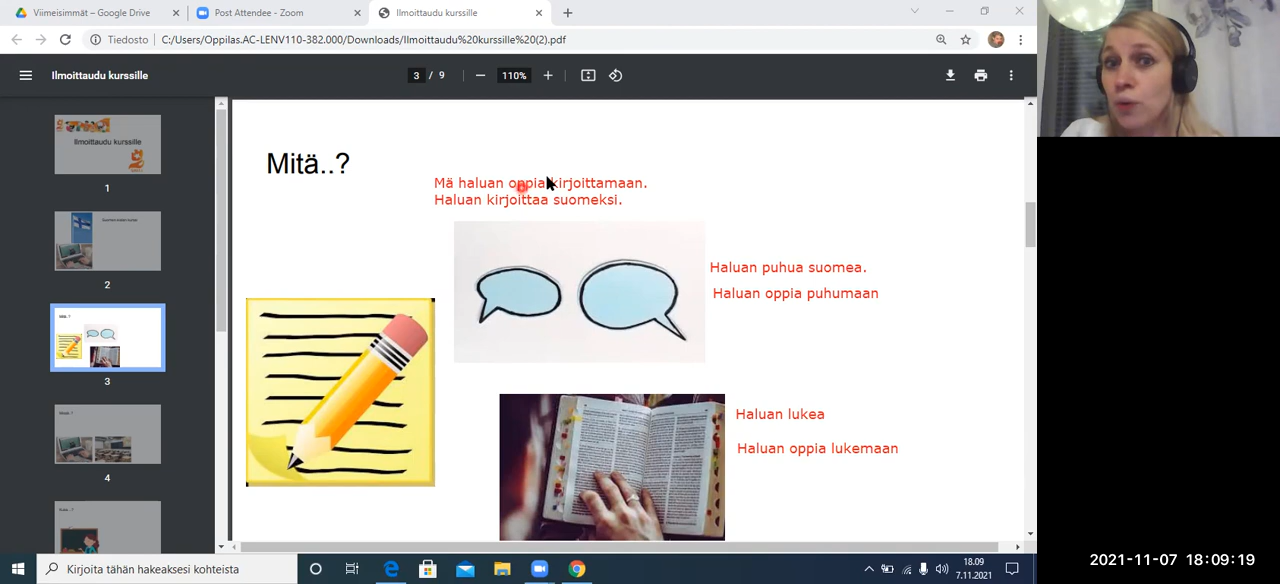 Viimeisimmät – Google Drive
Post Attendee - Zoom
Ilmoittaudu kurssille
Tiedosto
C:/Users/Oppilas.AC-LENV110-382.000/Downloads/Ilmoittaudu%20kurssille%20(2).pdf
Ilmoittaudu kurssille
3 / 9
110%
Ilmoittaudu kurssille
1
2
Mitä..?
3
4
Mitä..?
Mä haluan oppia kirjoittamaan.
Haluan kirjoittaa suomeksi.
Haluan puhua suomea.
Haluan oppia puhumaan
Haluan lukea
Haluan oppia lukemaan
Kirjoita tähän hakeaksesi kohteista
18.09
7.11.2021
2021-11-07 18:09:19